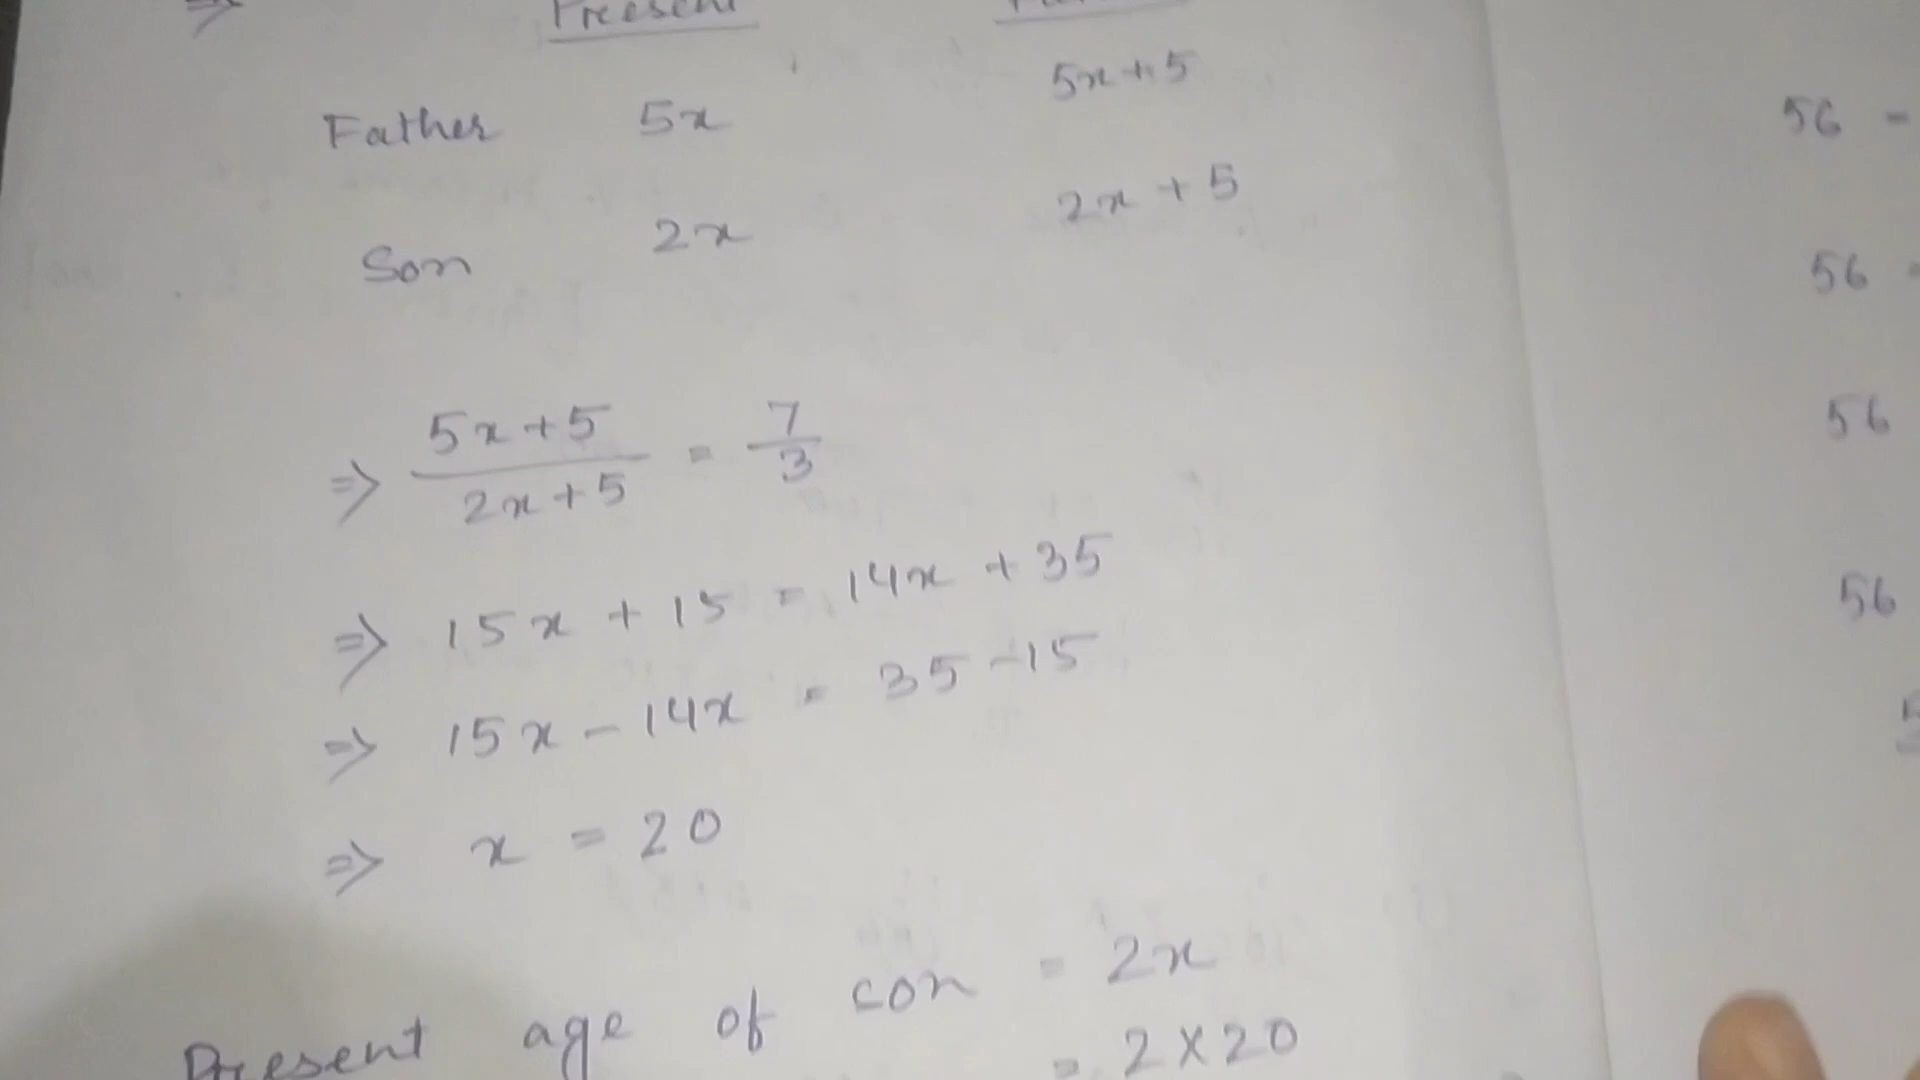 ⇒ Present
Father 5x 5x+5
Son 2x 2x + 5
⇒ 5x+5 / 2x+5 = 7/3
⇒ 15x + 15 = 14x + 35
⇒ 15x - 14x = 35 - 15
⇒ x = 20
Present age of son = 2x
= 2 X 20
56 -
56 -
56
56